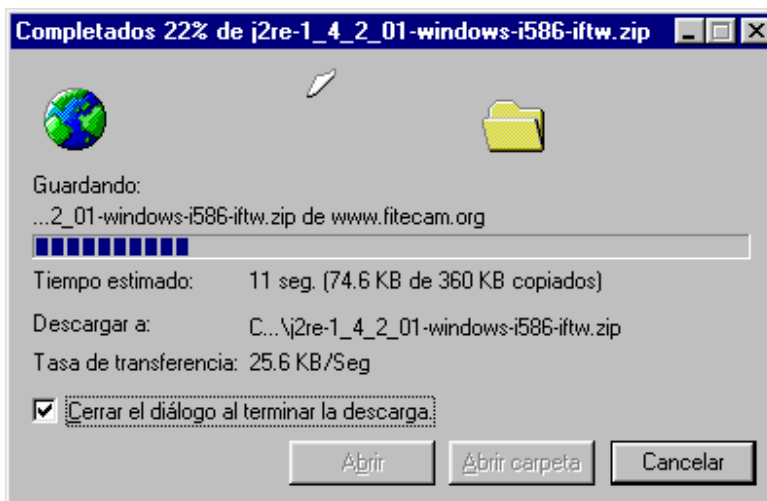 Completados 22% de j2re-1_4_2_01-windows-i586-iftw.zip
Guardando:
...2_01-windows-i586-iftw.zip de www.fitecam.org
Tiempo estimado: 11 seg. (74.6 KB de 360 KB copiados)
Descargar a: C...\j2re-1_4_2_01-windows-i586-iftw.zip
Tasa de transferencia: 25.6 KB/Seg
Cerrar el diálogo al terminar la descarga.
Abrir Abrir carpeta Cancelar